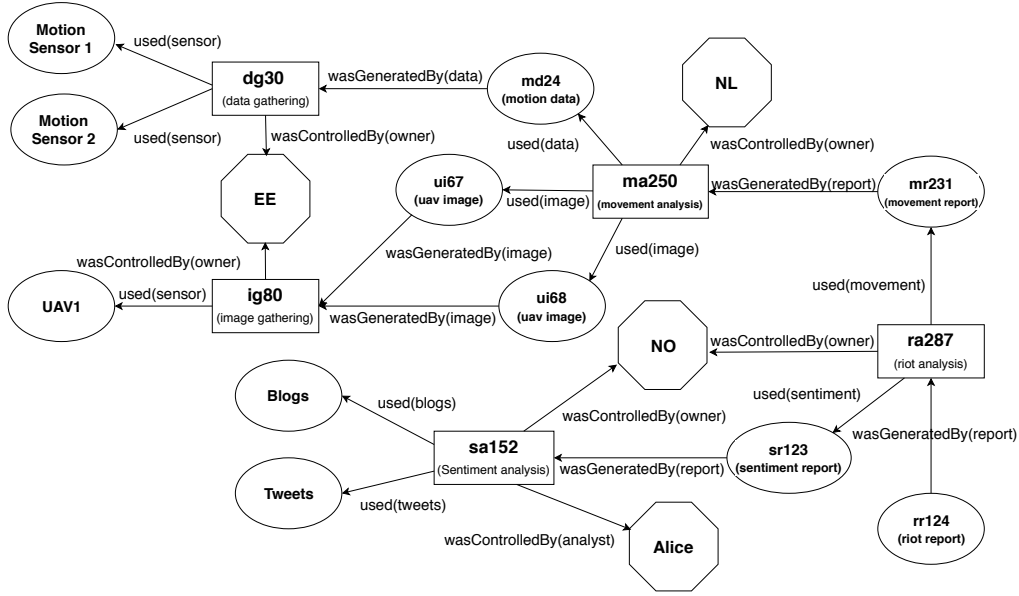 Motion
Sensor 1
used(sensor)
dg30
(data gathering)
wasGeneratedBy(data)
md24
(motion data)
NL
Motion
Sensor 2
used(sensor)
wasControlledBy(owner)
used(data)
wasControlledBy(owner)
EE
ui67
(uav image)
used(image)
ma250
(movement analysis)
wasGeneratedBy(report)
mr231
(movement report)
wasGeneratedBy(image)
used(image)
wasControlledBy(owner)
UAV1
used(sensor)
ig80
(image gathering)
wasGeneratedBy(image)
ui68
(uav image)
used(movement)
NO
wasControlledBy(owner)
ra287
(riot analysis)
Blogs
used(blogs)
wasControlledBy(owner)
used(sentiment)
wasGeneratedBy(report)
sa152
(Sentiment analysis)
wasGeneratedBy(report)
sr123
(sentiment report)
Tweets
used(tweets)
wasControlledBy(analyst)
Alice
rr124
(riot report)